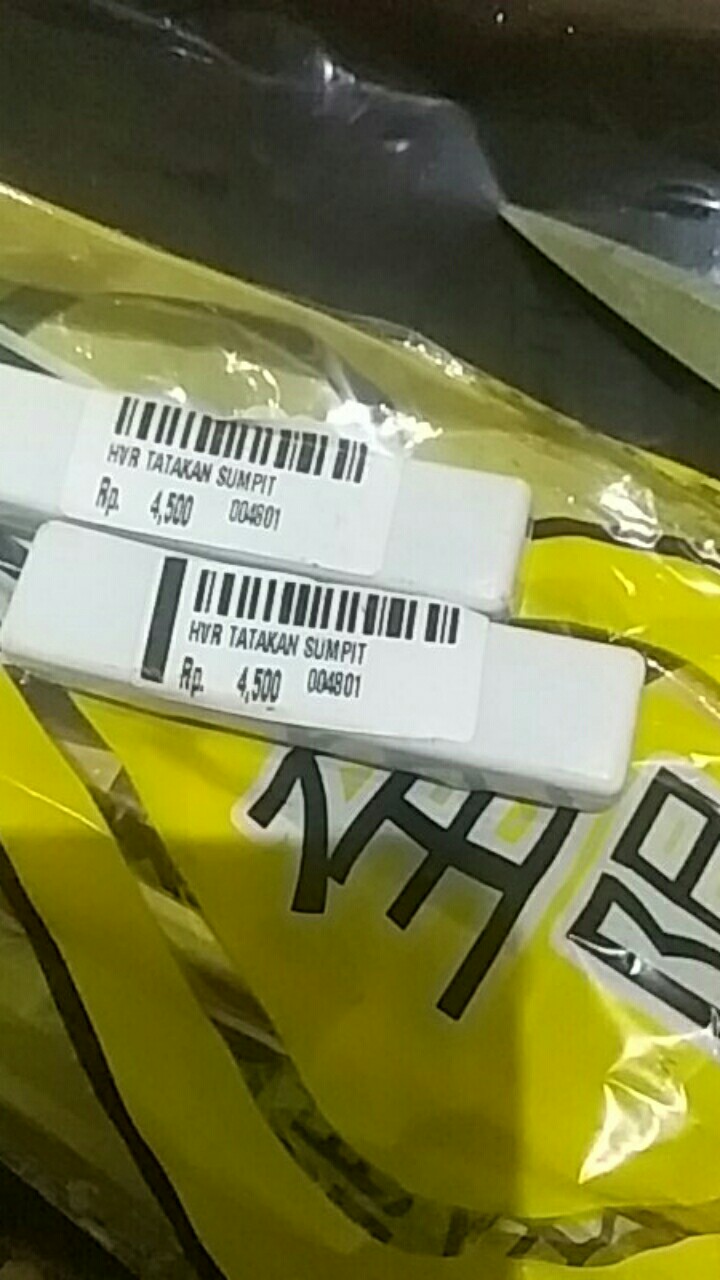 HVR TATAKAN SUMPIT
Rp. 4,500 004801
HVR TATAKAN SUMPIT
Rp. 4,500 004801